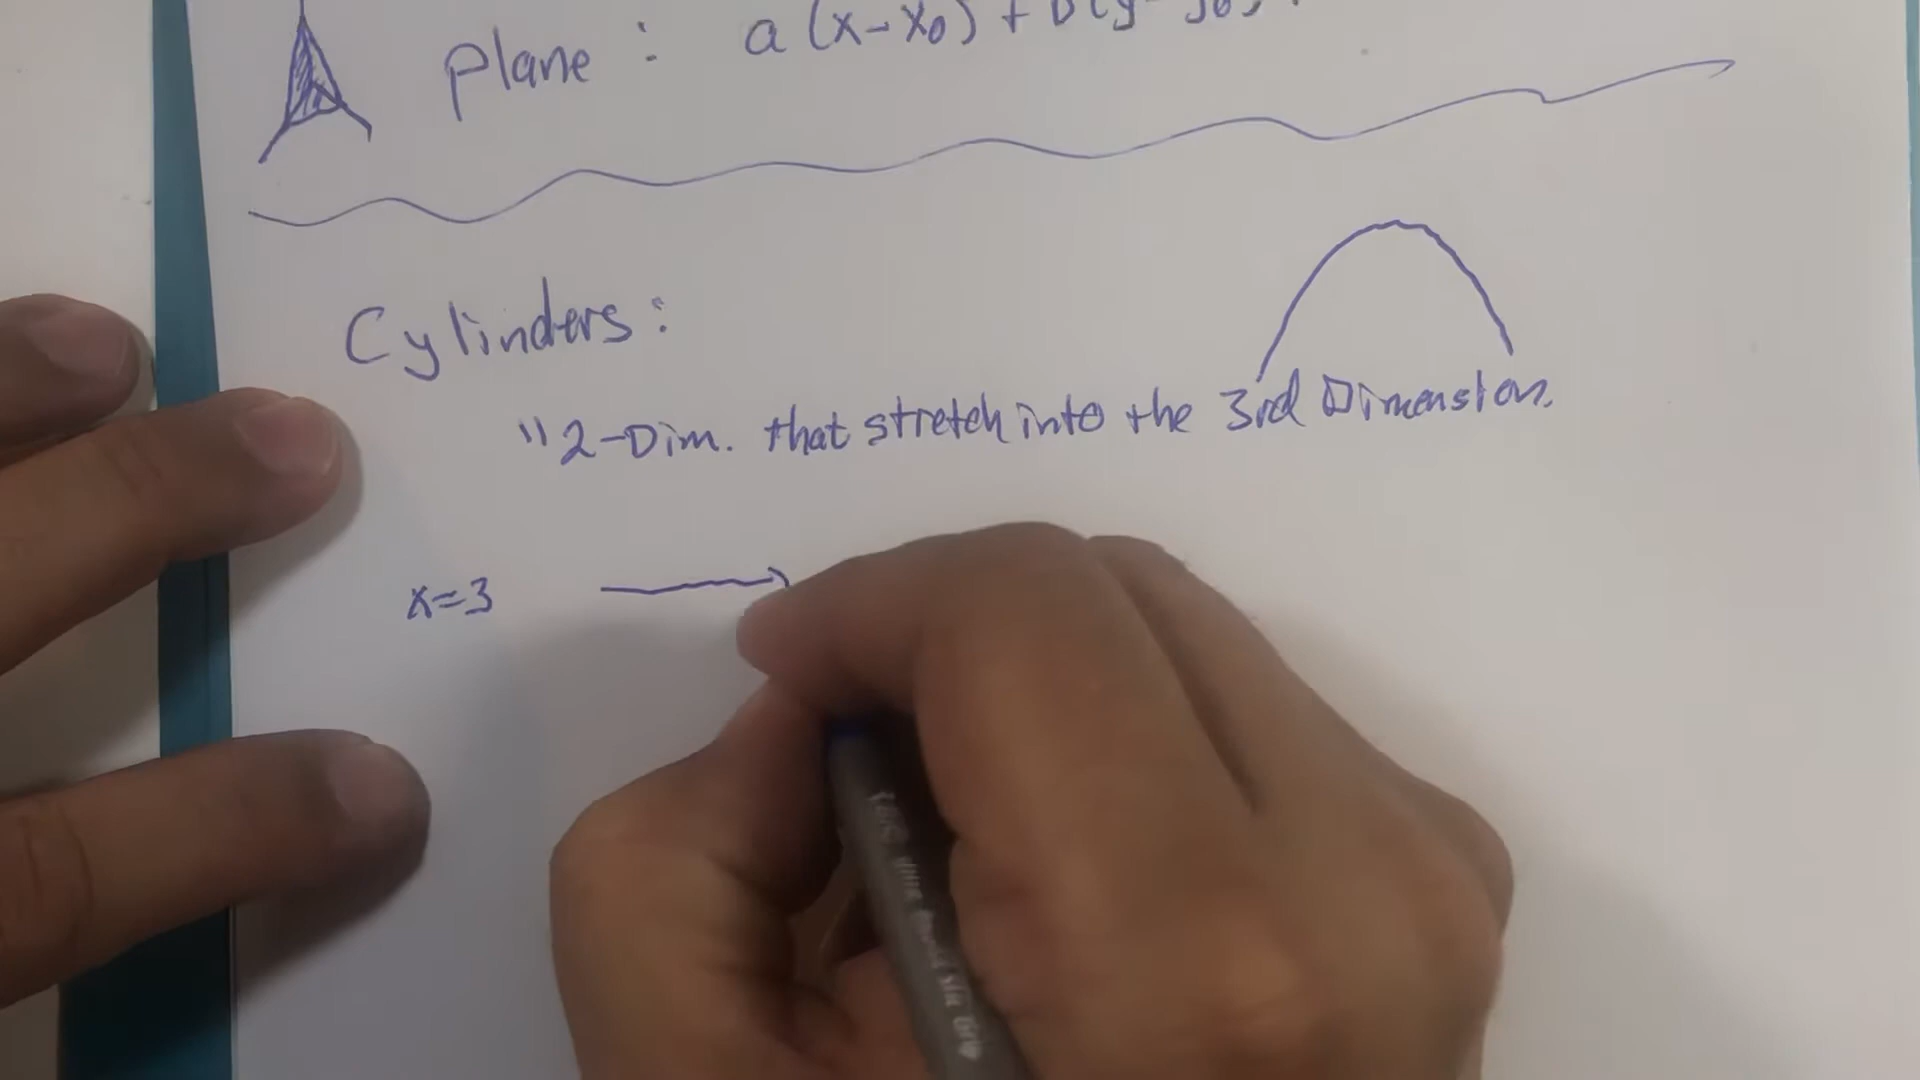 plane : a (x-x₀) +
Cylinders:
"2-Dim. that stretch into the 3rd Dimension.
x=3